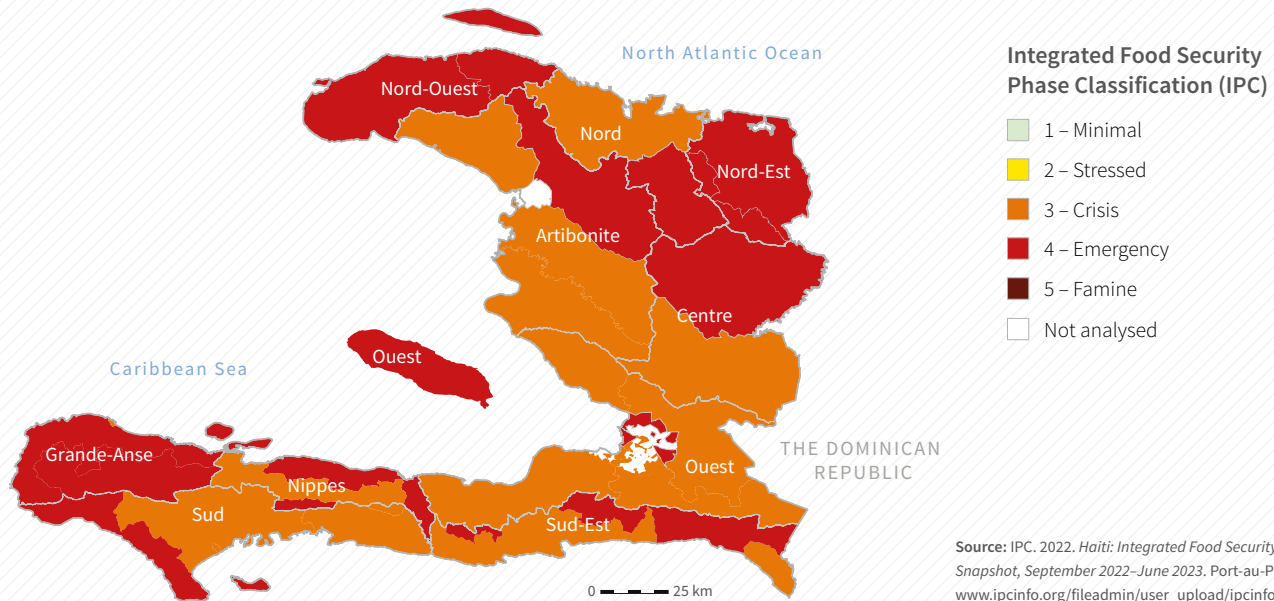 North Atlantic Ocean
Nord-Ouest
Nord
Nord-Est
Artibonite
Centre
Ouest
Caribbean Sea
Grande-Anse
Nippes
Sud
Sud-Est
Ouest
THE DOMINICAN
REPUBLIC
0 25 km
Integrated Food Security
Phase Classification (IPC)
1 – Minimal
2 – Stressed
3 – Crisis
4 – Emergency
5 – Famine
Not analysed
Source: IPC. 2022. Haiti: Integrated Food Security
Snapshot, September 2022–June 2023. Port-au-P
www.ipcinfo.org/fileadmin/user_upload/ipcinfo